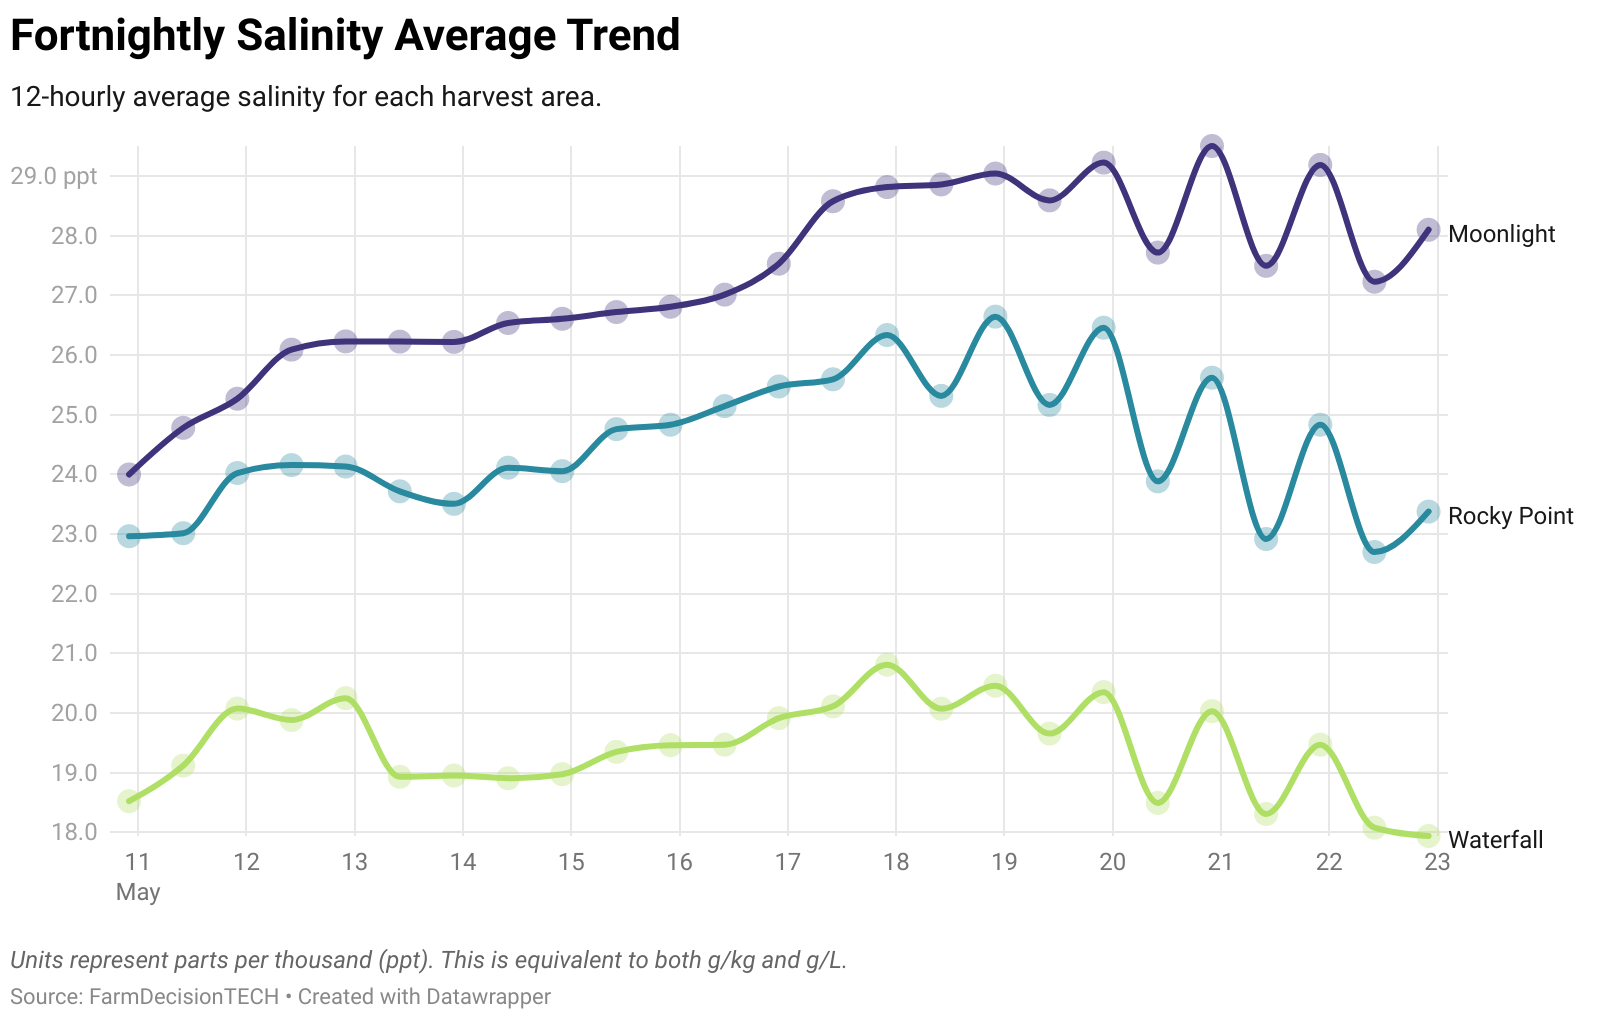 Fortnightly Salinity Average Trend
12-hourly average salinity for each harvest area.
29.0 ppt
28.0
Moonlight
27.0
26.0
25.0
24.0
23.0
Rocky Point
22.0
21.0
20.0
19.0
18.0
Waterfall
11 12 13 14 15 16 17 18 19 20 21 22 23
May
Units represent parts per thousand (ppt). This is equivalent to both g/kg and g/L.
Source: FarmDecisionTECH • Created with Datawrapper